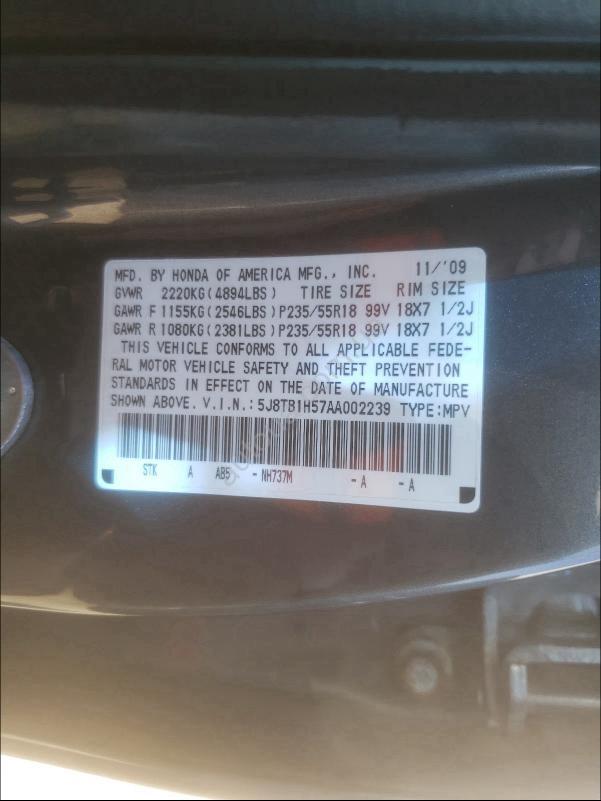 MFD. BY HONDA OF AMERICA MFG., INC. 11/'09
GVWR 2220KG(4894LBS) TIRE SIZE RIM SIZE
GAWR F 1155KG(2546LBS)P235/55R18 99V 18X7 1/2J
GAWR R 1080KG(2381LBS)P235/55R18 99V 18X7 1/2J
THIS VEHICLE CONFORMS TO ALL APPLICABLE FEDE-
RAL MOTOR VEHICLE SAFETY AND THEFT PREVENTION
STANDARDS IN EFFECT ON THE DATE OF MANUFACTURE
SHOWN ABOVE. V.I.N.:5J8TB1H57AA002239 TYPE:MPV
STK A AB5 -NH737M -A -A